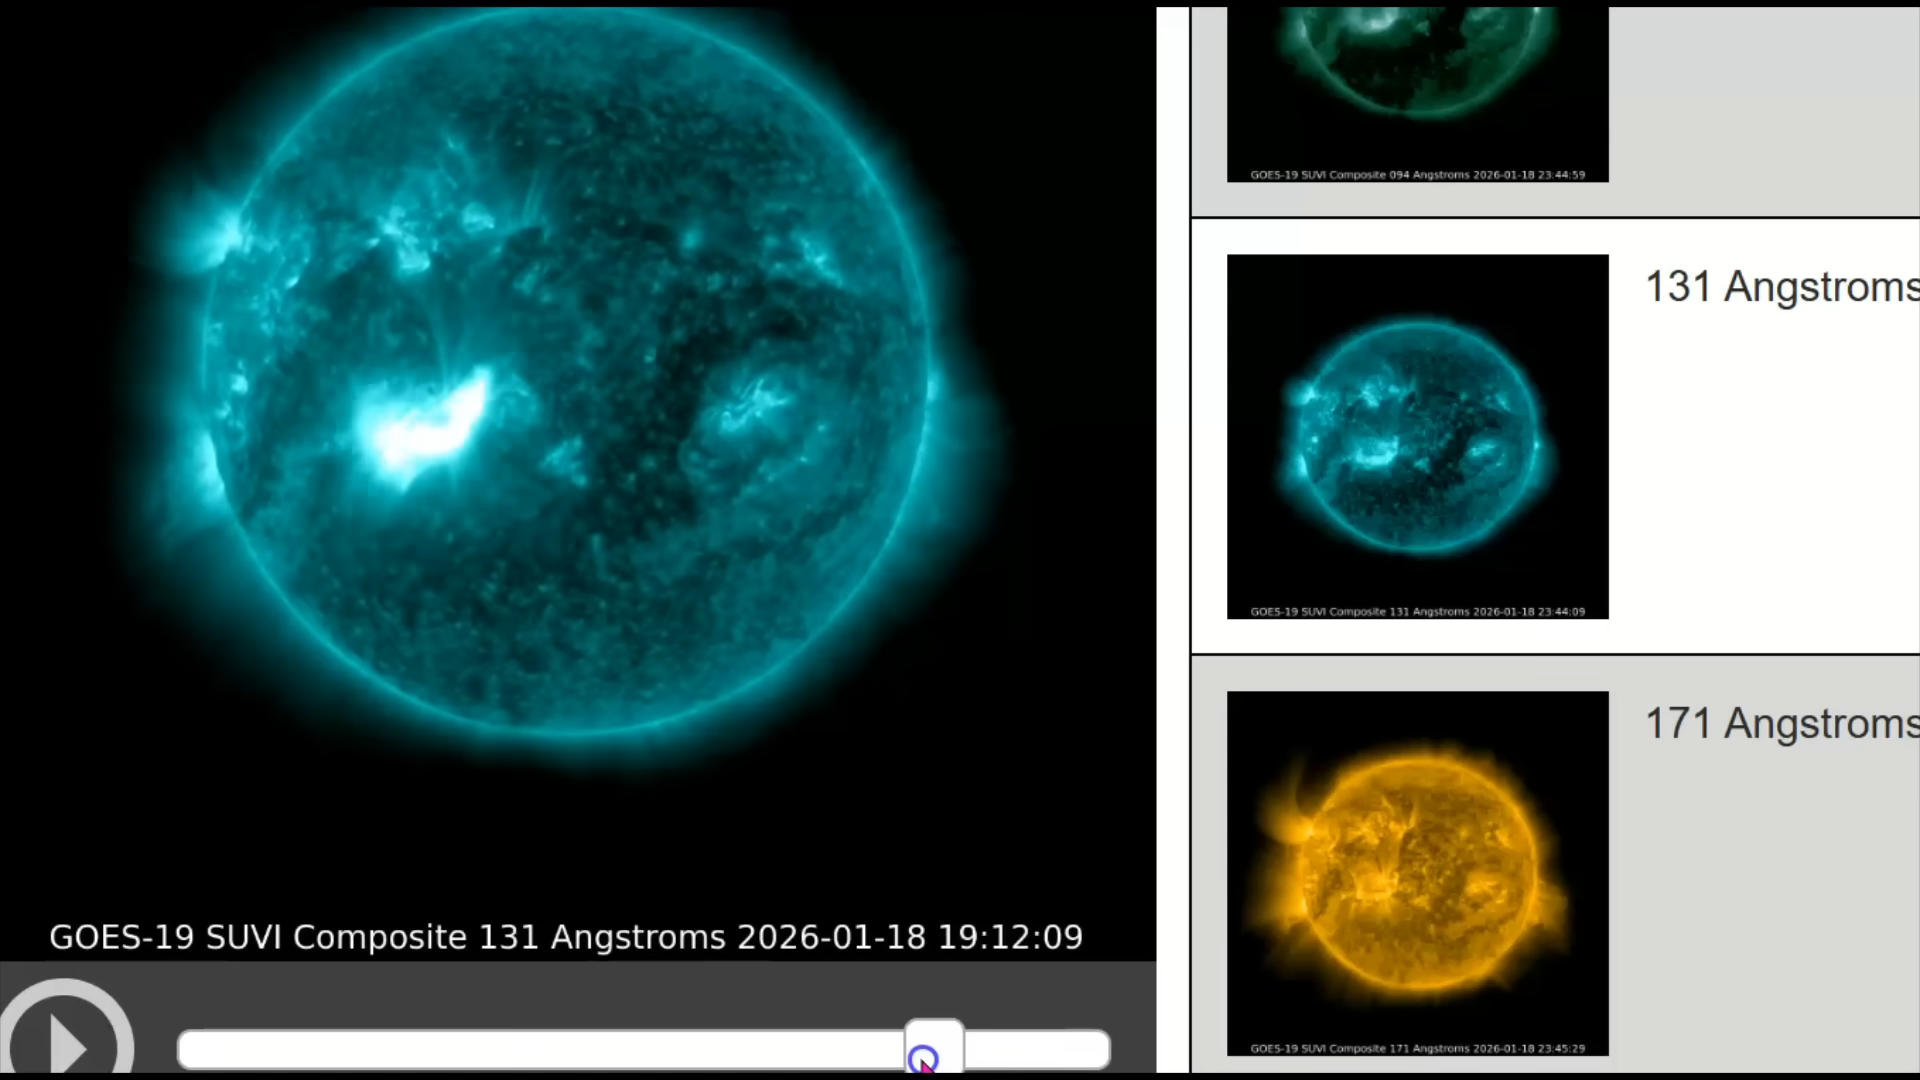 GOES-19 SUVI Composite 131 Angstroms 2026-01-18 19:12:09
GOES-19 SUVI Composite 094 Angstroms 2026-01-18 23:44:59
131 Angstroms
GOES-19 SUVI Composite 131 Angstroms 2026-01-18 23:44:09
171 Angstroms
GOES-19 SUVI Composite 171 Angstroms 2026-01-18 23:45:29